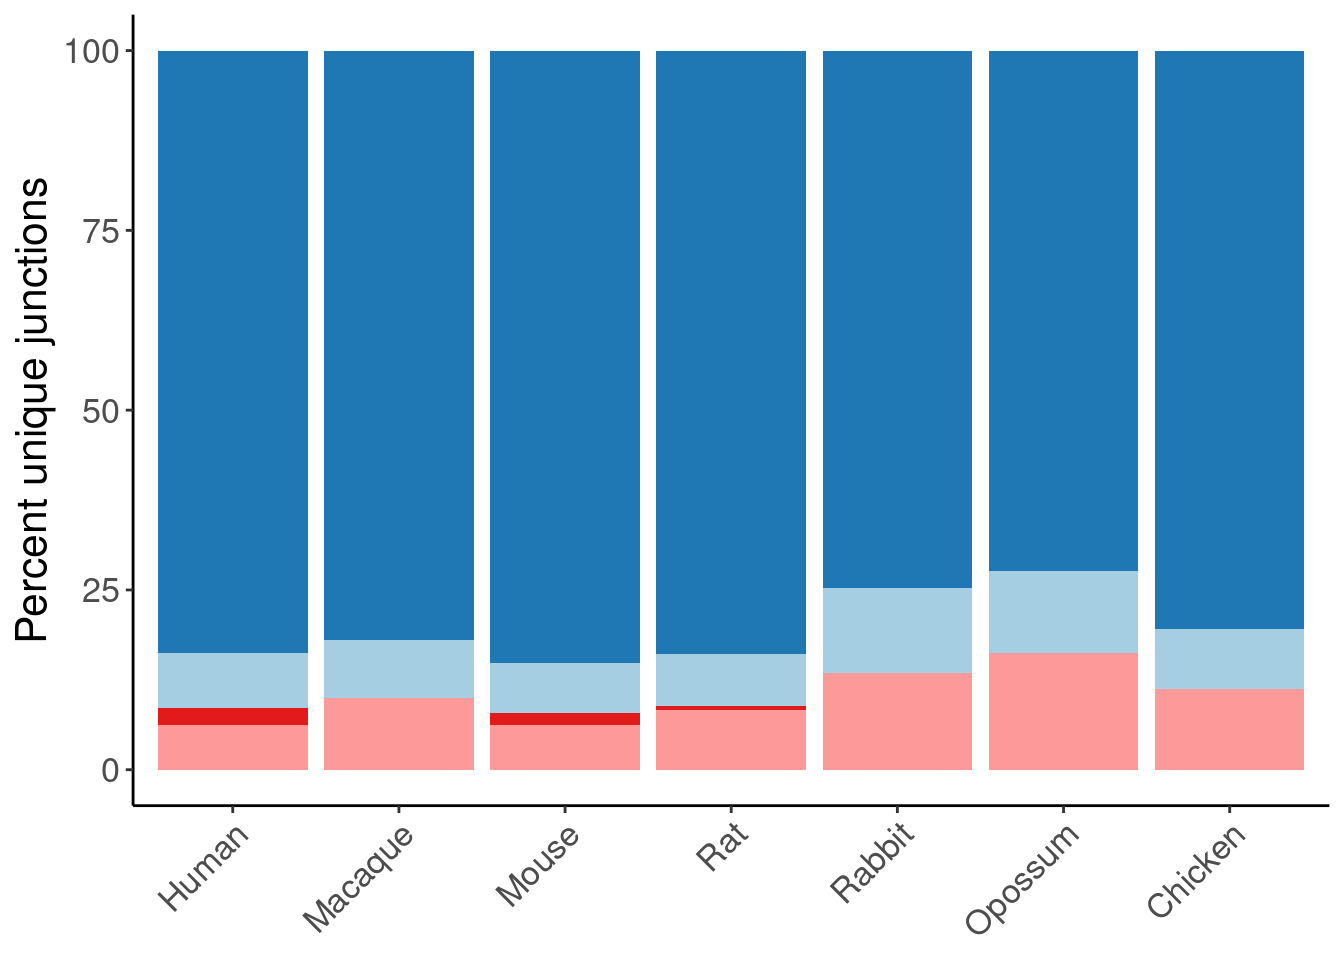 Percent unique junctions
100
75
50
25
0
Human
Macaque
Mouse
Rat
Rabbit
Opossum
Chicken